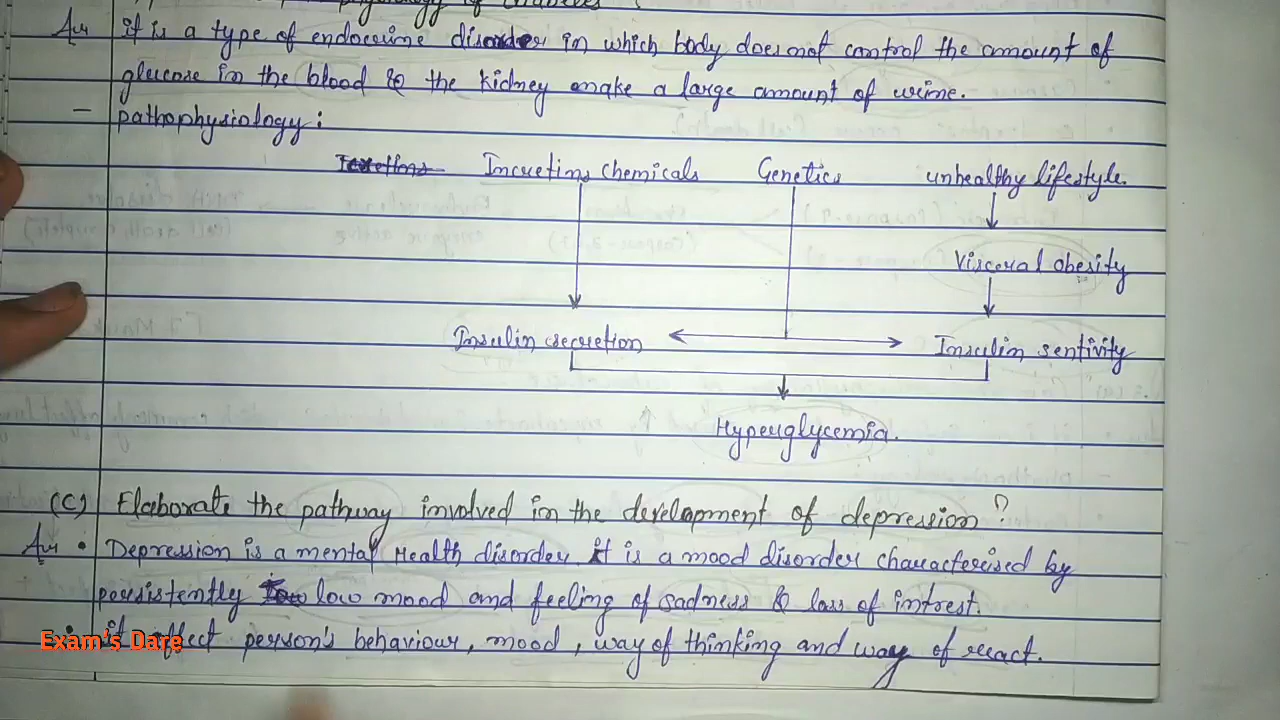 Ans it is a type of endocrine disorder in which body does not control the amount of
glucose in the blood & the kidney make a large amount of urine.
- pathophysiology :
Incretins chemicals Genetics unhealthy lifestyle.
Visceral obesity
Insulin secretion Insulin sentivity
Hyperglycemia.
(C) Elaborate the pathway involved in the development of depression ?
Ans • Depression is a mental Health disorder it is a mood disorder characterised by
persistently low mood and feeling of sadness & loss of intrest.
• it affect person's behaviour, mood, way of thinking and way of react.
Exam's Dare